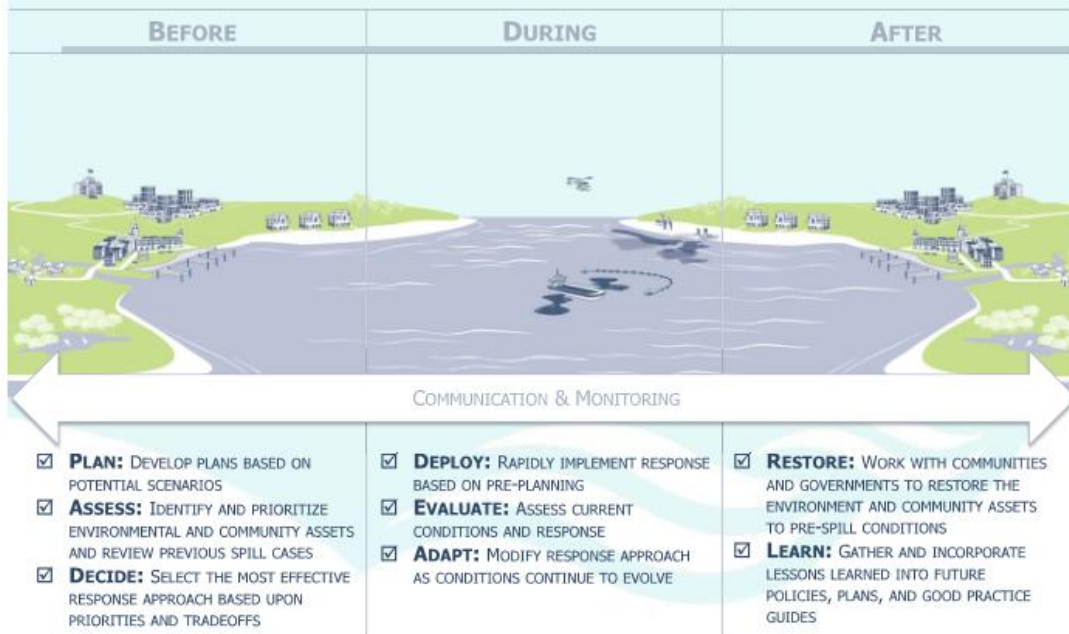 BEFORE
DURING
AFTER
COMMUNICATION & MONITORING
☑ PLAN: DEVELOP PLANS BASED ON
POTENTIAL SCENARIOS
☑ ASSESS: IDENTIFY AND PRIORITIZE
ENVIRONMENTAL AND COMMUNITY ASSETS
AND REVIEW PREVIOUS SPILL CASES
☑ DECIDE: SELECT THE MOST EFFECTIVE
RESPONSE APPROACH BASED UPON
PRIORITIES AND TRADEOFFS
☑ DEPLOY: RAPIDLY IMPLEMENT RESPONSE
BASED ON PRE-PLANNING
☑ EVALUATE: ASSESS CURRENT
CONDITIONS AND RESPONSE
☑ ADAPT: MODIFY RESPONSE APPROACH
AS CONDITIONS CONTINUE TO EVOLVE
☑ RESTORE: WORK WITH COMMUNITIES
AND GOVERNMENTS TO RESTORE THE
ENVIRONMENT AND COMMUNITY ASSETS
TO PRE-SPILL CONDITIONS
☑ LEARN: GATHER AND INCORPORATE
LESSONS LEARNED INTO FUTURE
POLICIES, PLANS, AND GOOD PRACTICE
GUIDES